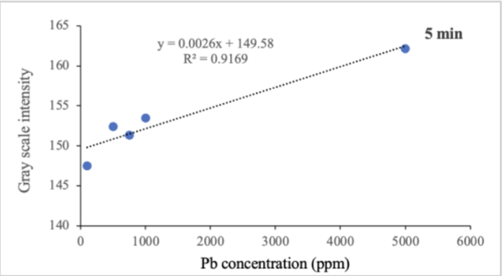 165
5 min
y = 0.0026x + 149.58
R² = 0.9169
160
155
150
145
140
Gray scale intensity
0 1000 2000 3000 4000 5000 6000
Pb concentration (ppm)